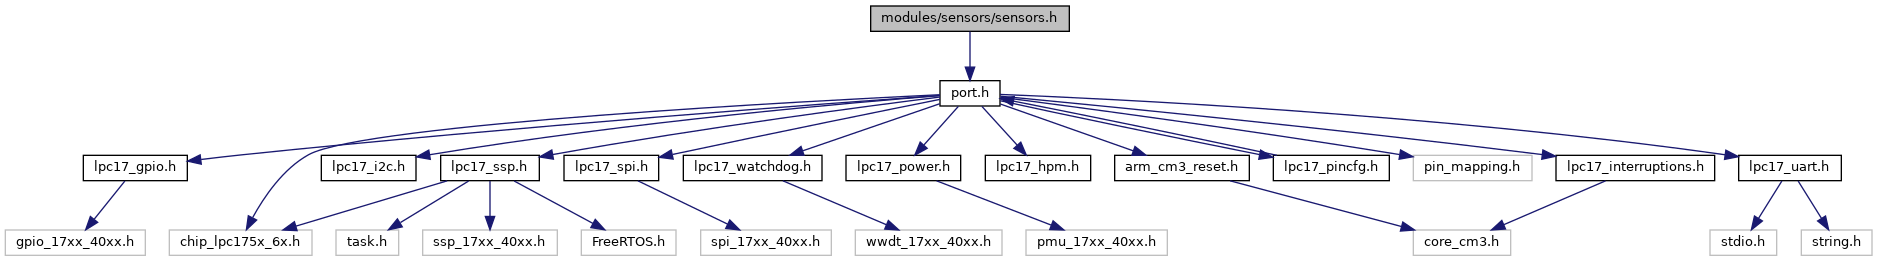 modules/sensors/sensors.h
port.h
lpc17_gpio.h
lpc17_i2c.h
lpc17_ssp.h
lpc17_spi.h
lpc17_watchdog.h
lpc17_power.h
lpc17_hpm.h
arm_cm3_reset.h
lpc17_pincfg.h
pin_mapping.h
lpc17_interruptions.h
lpc17_uart.h
gpio_17xx_40xx.h
chip_lpc175x_6x.h
task.h
ssp_17xx_40xx.h
FreeRTOS.h
spi_17xx_40xx.h
wwdt_17xx_40xx.h
pmu_17xx_40xx.h
core_cm3.h
stdio.h
string.h